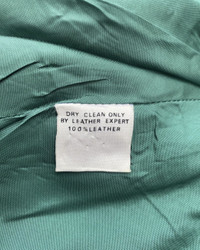 DRY CLEAN ONLY
BY LEATHER EXPERT
100%LEATHER